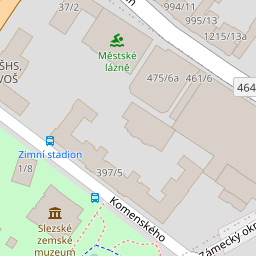 37/2
994/11
995/13
1215/13a
ŠHS,
VOŠ
Městské
lázně
475/6a
461/6
464
Zimní stadion
1/8
397/5
Komenského
Slezské
zemské
muzeum
Zámecký okr